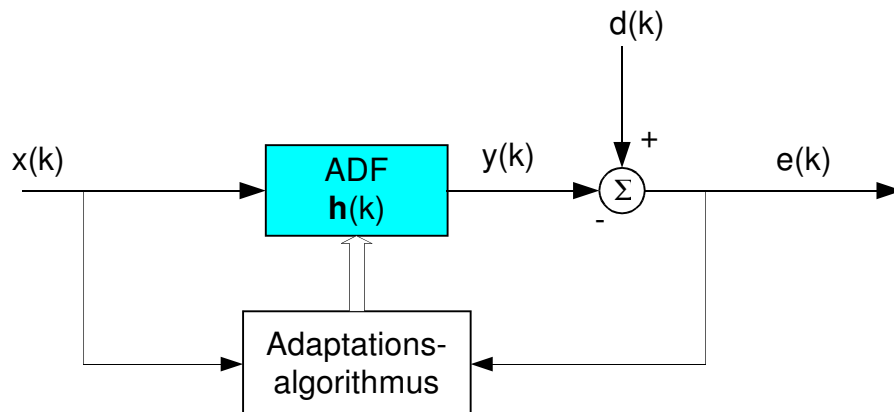 d(k)
x(k)
ADF
h(k)
y(k)
+
Σ
-
e(k)
Adaptations-
algorithmus